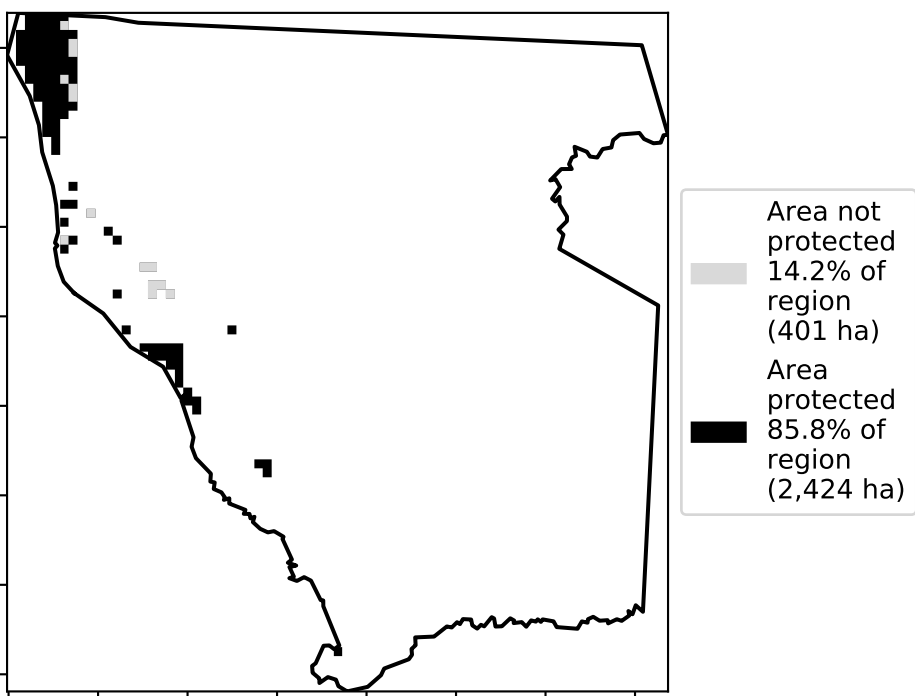 Area not
protected
14.2% of
region
(401 ha)
Area
protected
85.8% of
region
(2,424 ha)